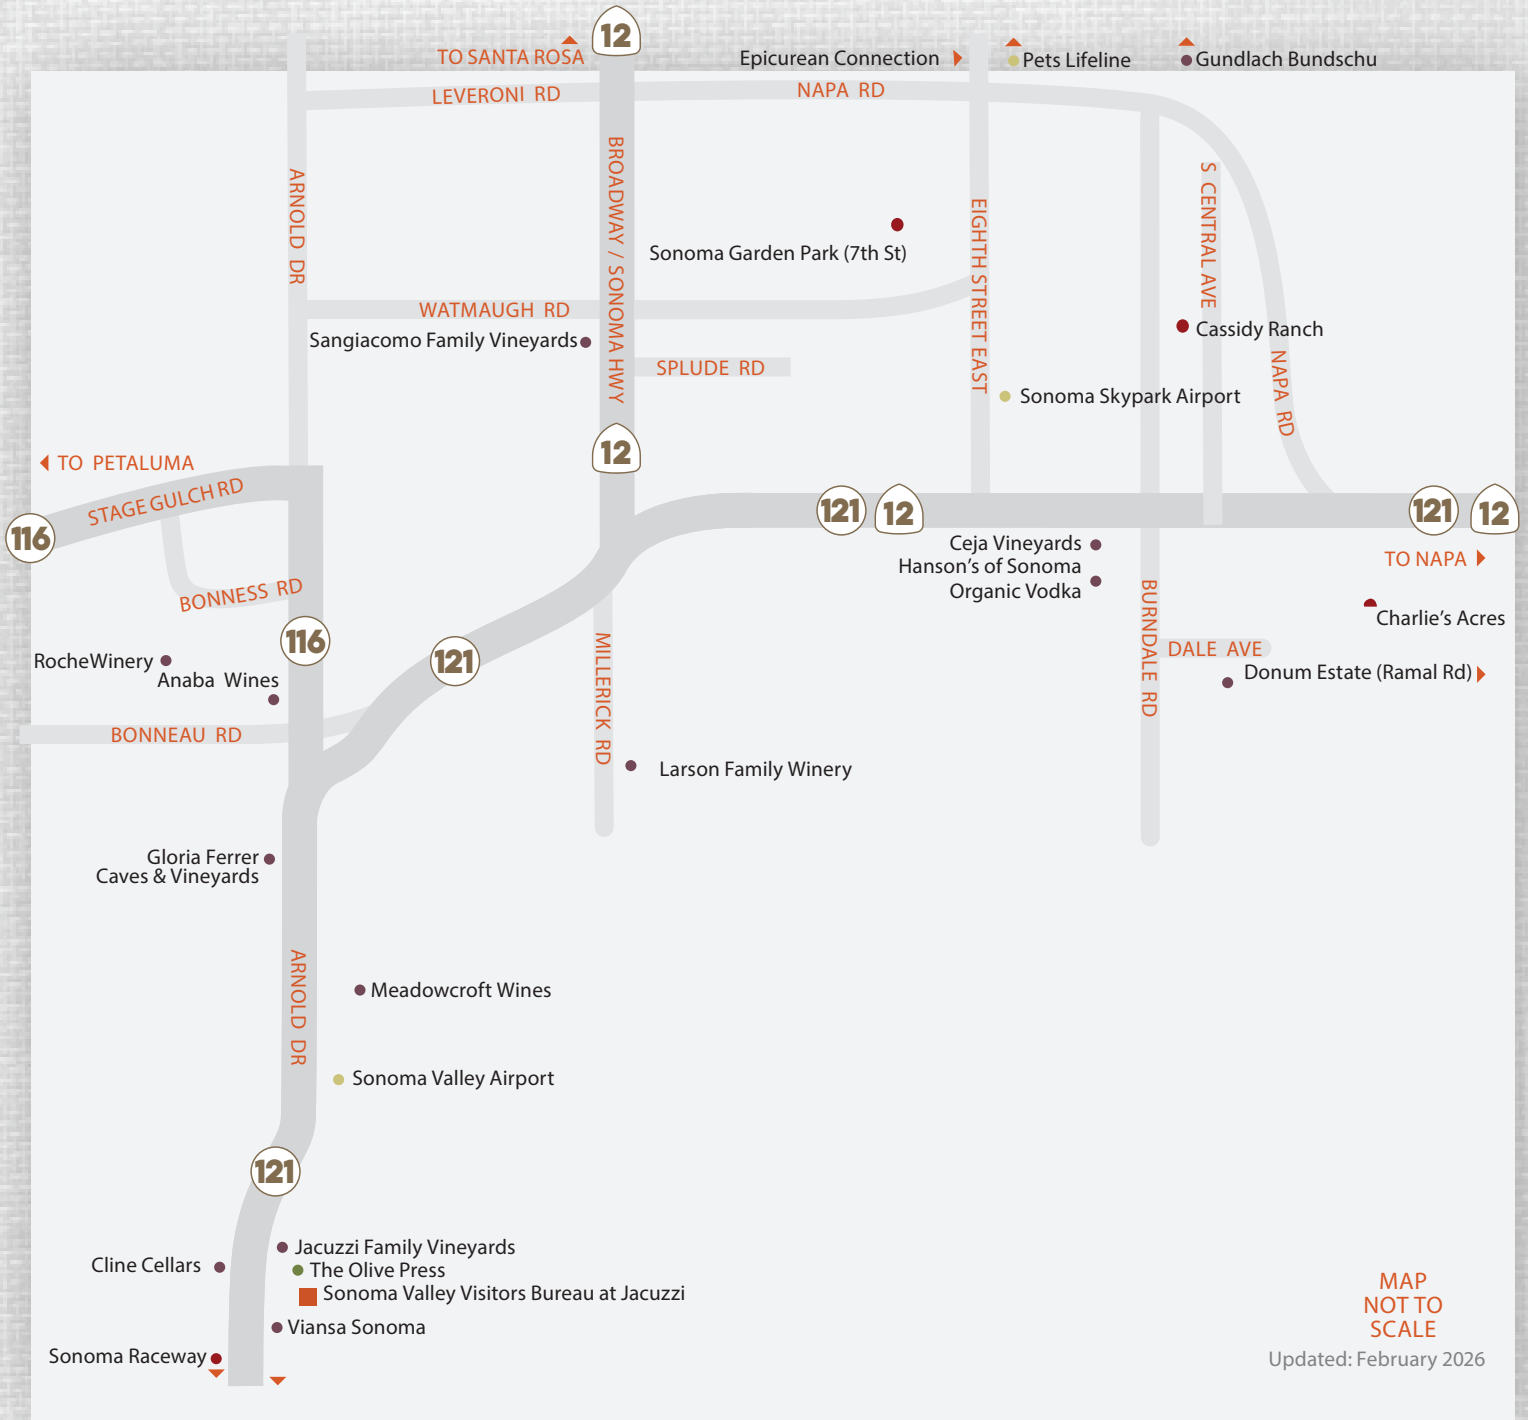 12
TO SANTA ROSA
Epicurean Connection
Pets Lifeline
Gundlach Bundschu
LEVERONI RD
NAPA RD
ARNOLD DR
BROADWAY / SONOMA HWY
EIGHTH STREET EAST
S CENTRAL AVE
Sonoma Garden Park (7th St)
WATMAUGH RD
Sangiacomo Family Vineyards
Cassidy Ranch
SPLUDE RD
NAPA RD
Sonoma Skypark Airport
12
TO PETALUMA
STAGE GULCH RD
116
121
12
121
12
Ceja Vineyards
Hanson's of Sonoma
Organic Vodka
TO NAPA
BONNESS RD
116
121
MILLERICK RD
BURNDALE RD
Charlie's Acres
DALE AVE
RocheWinery
Anaba Wines
Donum Estate (Ramal Rd)
BONNEAU RD
Larson Family Winery
Gloria Ferrer
Caves & Vineyards
ARNOLD DR
Meadowcroft Wines
Sonoma Valley Airport
121
Jacuzzi Family Vineyards
Cline Cellars
The Olive Press
Sonoma Valley Visitors Bureau at Jacuzzi
Viansa Sonoma
Sonoma Raceway
MAP
NOT TO
SCALE
Updated: February 2026